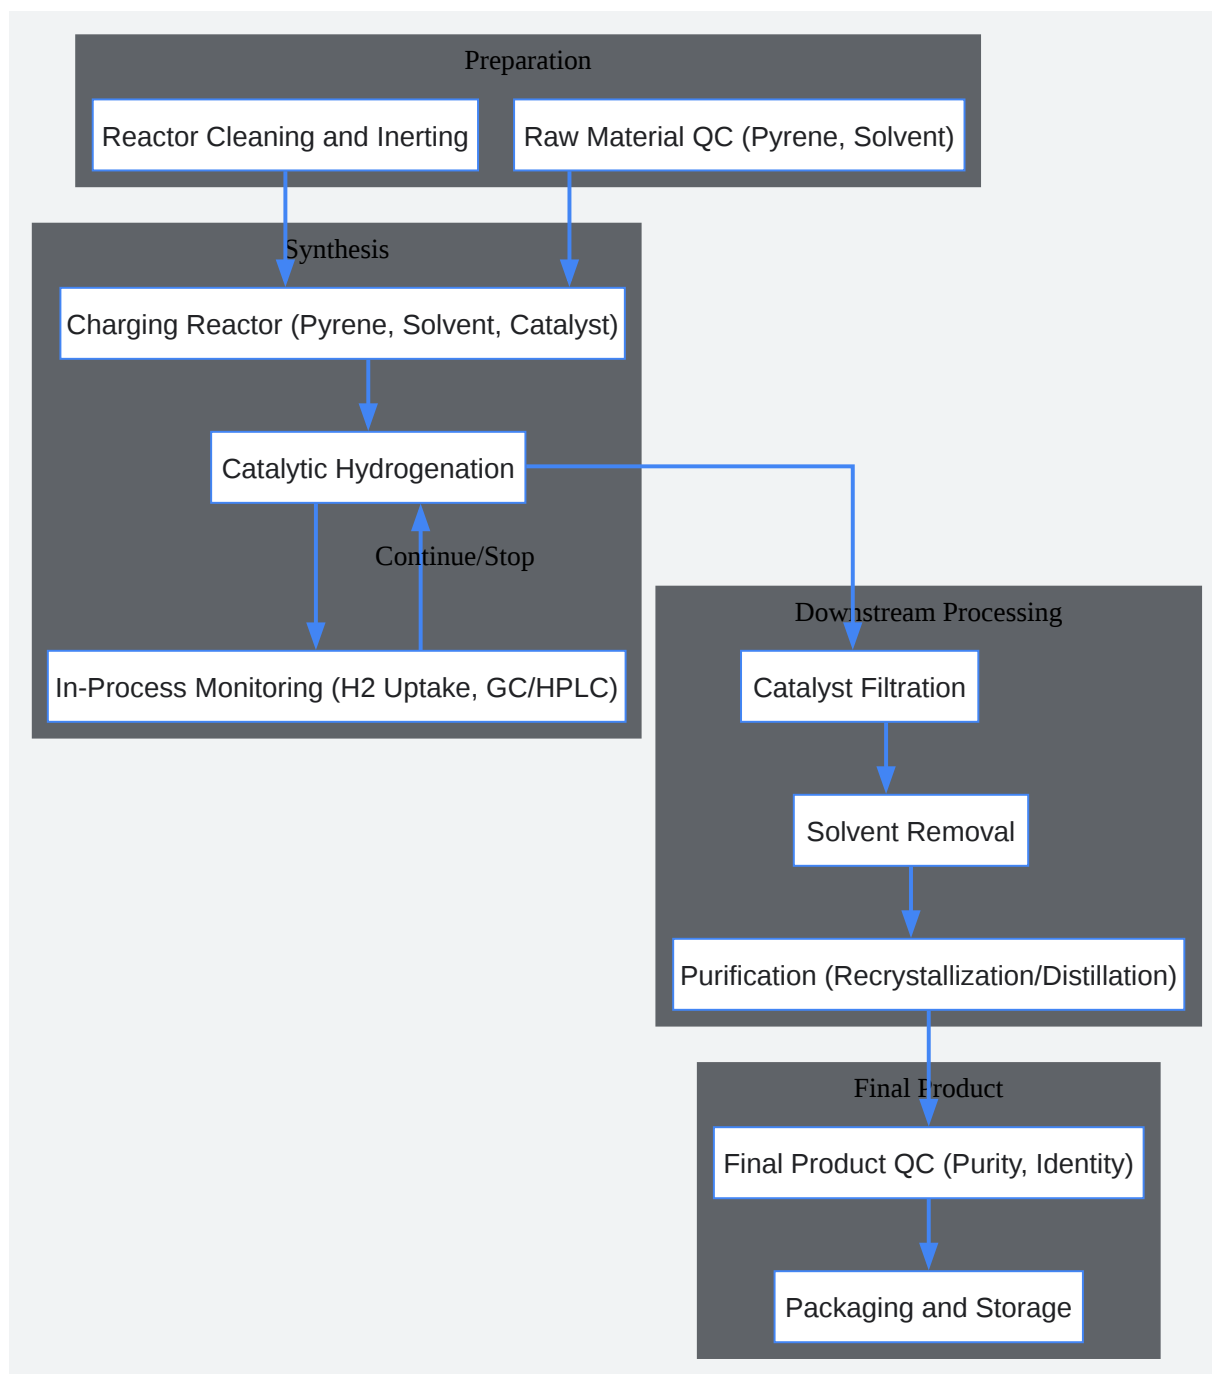 Preparation
Reactor Cleaning and Inerting
Raw Material QC (Pyrene, Solvent)
Synthesis
Charging Reactor (Pyrene, Solvent, Catalyst)
Catalytic Hydrogenation
Continue/Stop
In-Process Monitoring (H2 Uptake, GC/HPLC)
Downstream Processing
Catalyst Filtration
Solvent Removal
Purification (Recrystallization/Distillation)
Final Product
Final Product QC (Purity, Identity)
Packaging and Storage